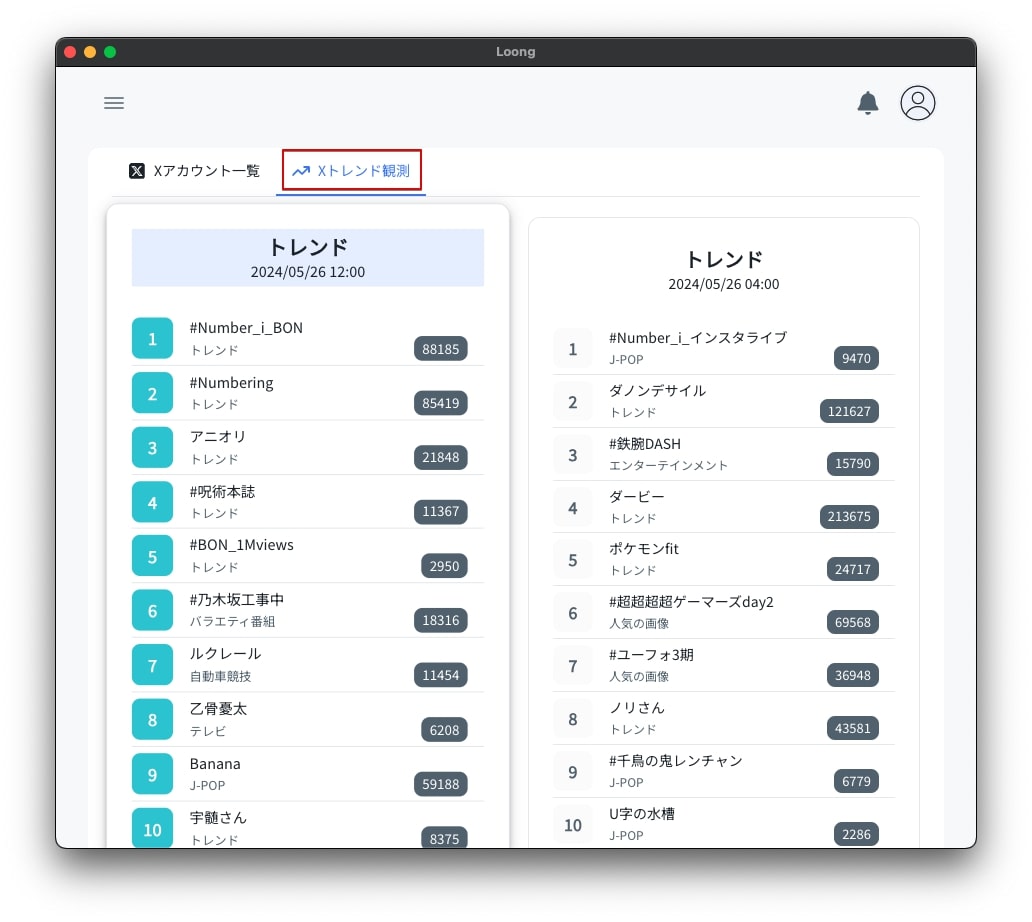 Loong
Xアカウント一覧
Xトレンド観測
トレンド
2024/05/26 12:00
1
#Number_i_BON
トレンド
88185
2
#Numbering
トレンド
85419
3
アニオリ
トレンド
21848
4
#呪術本誌
トレンド
11367
5
#BON_1Mviews
トレンド
2950
6
#乃木坂工事中
バラエティ番組
18316
7
ルクレール
自動車競技
11454
8
乙骨憂太
テレビ
6208
9
Banana
J-POP
59188
10
宇髄さん
トレンド
8375
トレンド
2024/05/26 04:00
1
#Number_i_インスタライブ
J-POP
9470
2
ダノンデサイル
トレンド
121627
3
#鉄腕DASH
エンターテインメント
15790
4
ダービー
トレンド
213675
5
ポケモンfit
トレンド
24717
6
#超超超超ゲーマーズday2
人気の画像
69568
7
#ユーフォ3期
人気の画像
36948
8
ノリさん
トレンド
43581
9
#千鳥の鬼レンチャン
J-POP
6779
10
U字の水槽
J-POP
2286